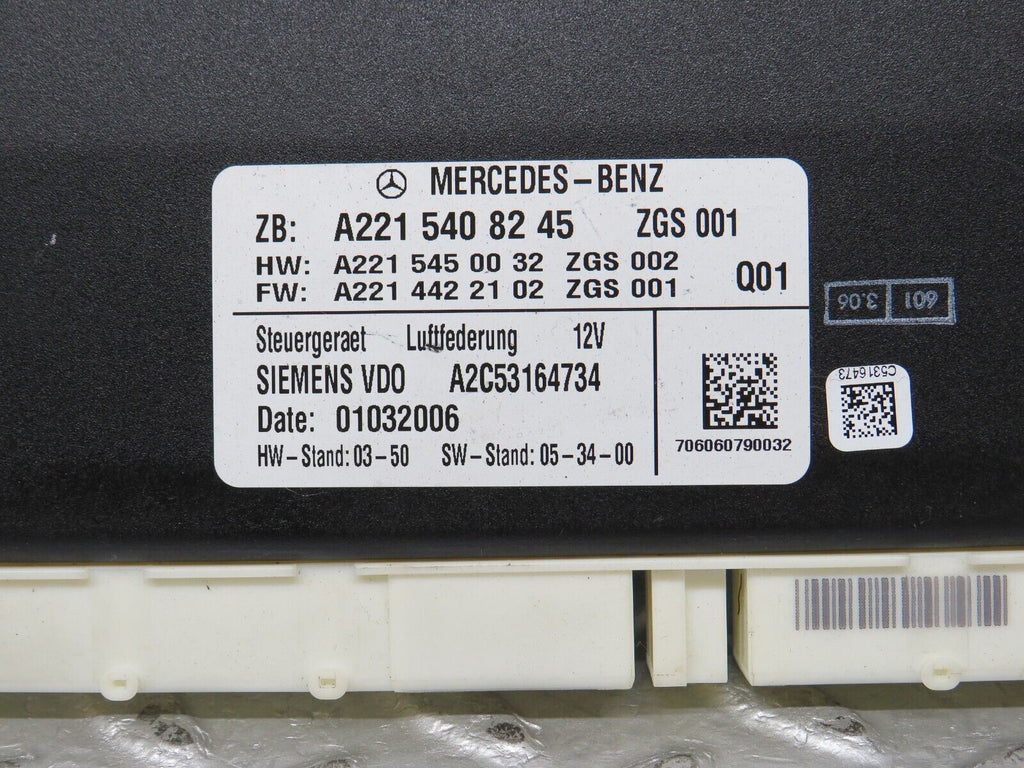 MERCEDES-BENZ
ZB: A221 540 82 45 ZGS 001
HW: A221 545 00 32 ZGS 002
FW: A221 442 21 02 ZGS 001 Q01
Steuergeraet Luftfederung 12V
SIEMENS VDO A2C53164734
Date: 01032006
HW-Stand: 03-50 SW-Stand: 05-34-00
706060790032
601 3.06
C5316473